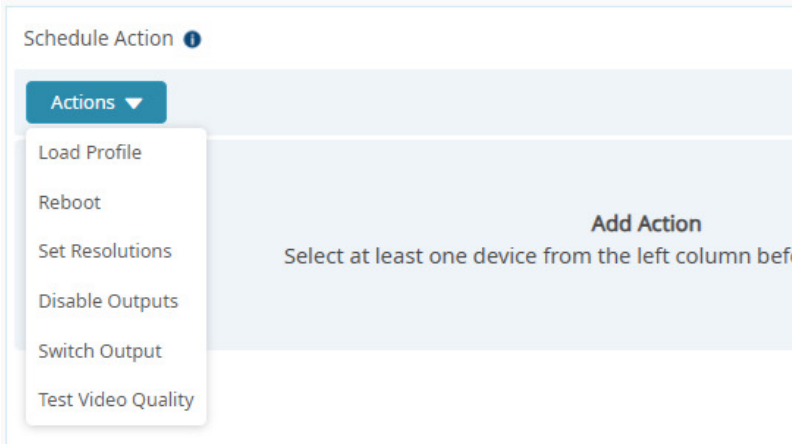 Schedule Action
Actions
Load Profile
Reboot
Set Resolutions
Disable Outputs
Switch Output
Test Video Quality
Add Action
Select at least one device from the left column